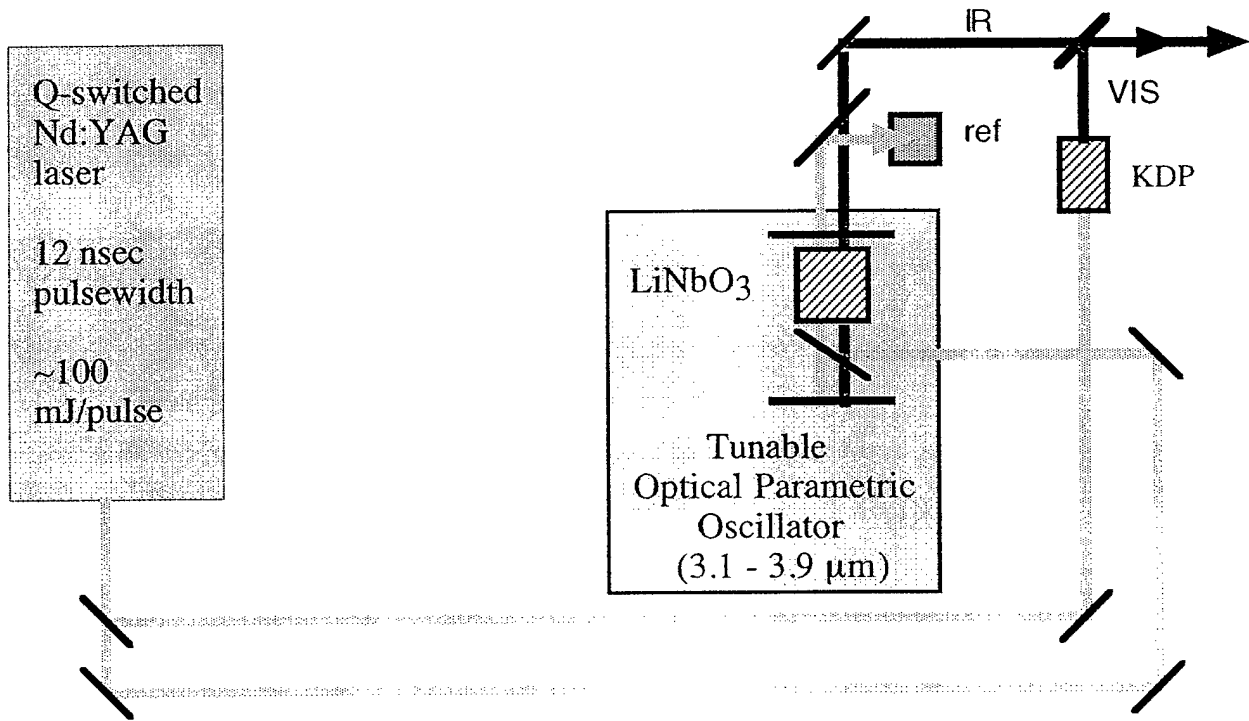 Q-switched
Nd:YAG
laser
12 nsec
pulsewidth
~100
mJ/pulse
IR
VIS
ref
KDP
LiNbO3
Tunable
Optical Parametric
Oscillator
(3.1 - 3.9 μm)